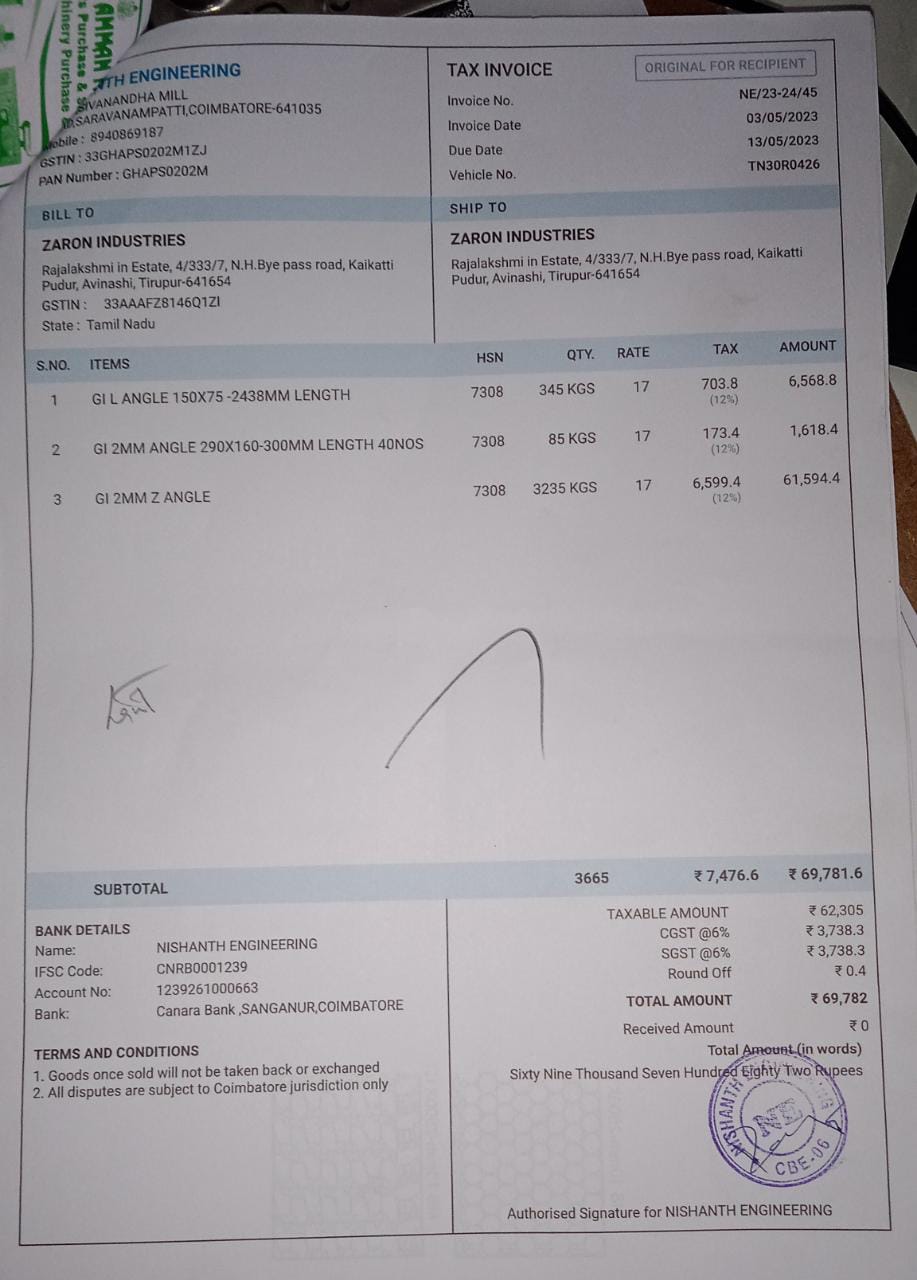 AMMAN
s Purchase &
hinery Purchase
TH ENGINEERING
SIVANANDHA MILL
SARAVANAMPATTI,COIMBATORE-641035
Mobile : 8940869187
GSTIN : 33GHAPS0202M1ZJ
PAN Number : GHAPS0202M
TAX INVOICE
ORIGINAL FOR RECIPIENT
Invoice No. NE/23-24/45
Invoice Date 03/05/2023
Due Date 13/05/2023
Vehicle No. TN30R0426
BILL TO
ZARON INDUSTRIES
Rajalakshmi in Estate, 4/333/7, N.H.Bye pass road, Kaikatti
Pudur, Avinashi, Tirupur-641654
GSTIN : 33AAAFZ8146Q1ZI
State : Tamil Nadu
SHIP TO
ZARON INDUSTRIES
Rajalakshmi in Estate, 4/333/7, N.H.Bye pass road, Kaikatti
Pudur, Avinashi, Tirupur-641654
S.NO. ITEMS HSN QTY. RATE TAX AMOUNT
1 GI L ANGLE 150X75 -2438MM LENGTH 7308 345 KGS 17 703.8 6,568.8
(12%)
2 GI 2MM ANGLE 290X160-300MM LENGTH 40NOS 7308 85 KGS 17 173.4 1,618.4
(12%)
3 GI 2MM Z ANGLE 7308 3235 KGS 17 6,599.4 61,594.4
(12%)
SUBTOTAL 3665 ₹ 7,476.6 ₹ 69,781.6
BANK DETAILS
Name: NISHANTH ENGINEERING
IFSC Code: CNRB0001239
Account No: 1239261000663
Bank: Canara Bank ,SANGANUR,COIMBATORE
TERMS AND CONDITIONS
1. Goods once sold will not be taken back or exchanged
2. All disputes are subject to Coimbatore jurisdiction only
TAXABLE AMOUNT ₹ 62,305
CGST @6% ₹ 3,738.3
SGST @6% ₹ 3,738.3
Round Off ₹ 0.4
TOTAL AMOUNT ₹ 69,782
Received Amount ₹ 0
Total Amount (in words)
Sixty Nine Thousand Seven Hundred Eighty Two Rupees
NISHANTH
NE
CBE-06
Authorised Signature for NISHANTH ENGINEERING